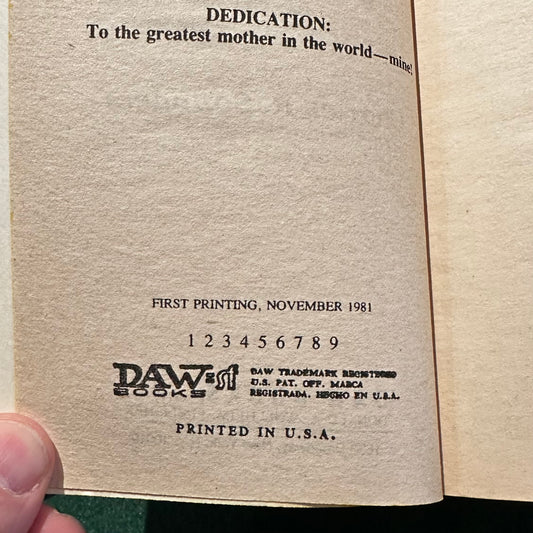 DEDICATION:
To the greatest mother in the world—mine!
FIRST PRINTING, NOVEMBER 1981
1 2 3 4 5 6 7 8 9
DAW sf
BOOKS
DAW TRADEMARK REGISTERED
U.S. PAT. OFF. MARCA
REGISTRADA. HECHO EN U.S.A.
PRINTED IN U.S.A.